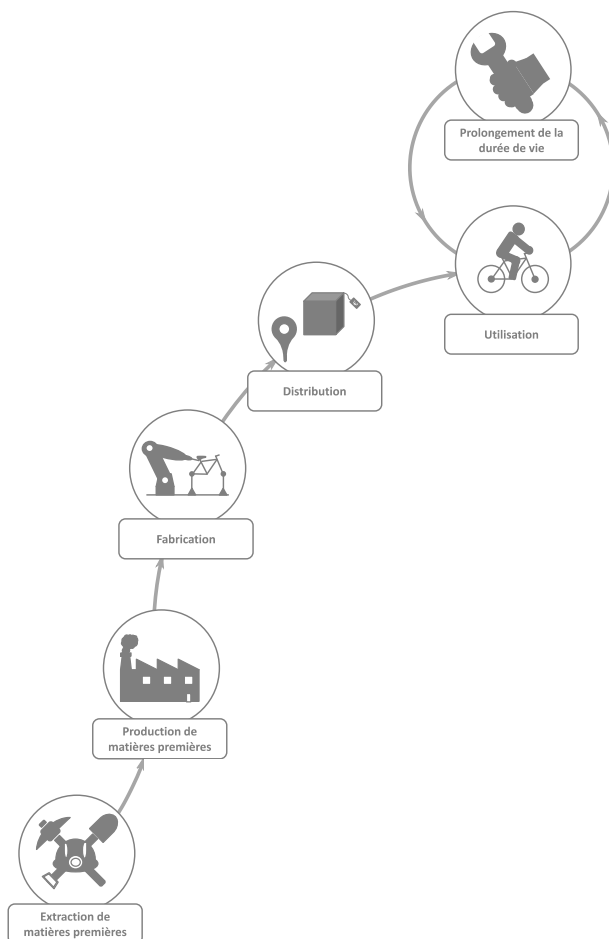 Prolongement de la
durée de vie
Utilisation
Distribution
Fabrication
Production de
matières premières
Extraction de
matières premières